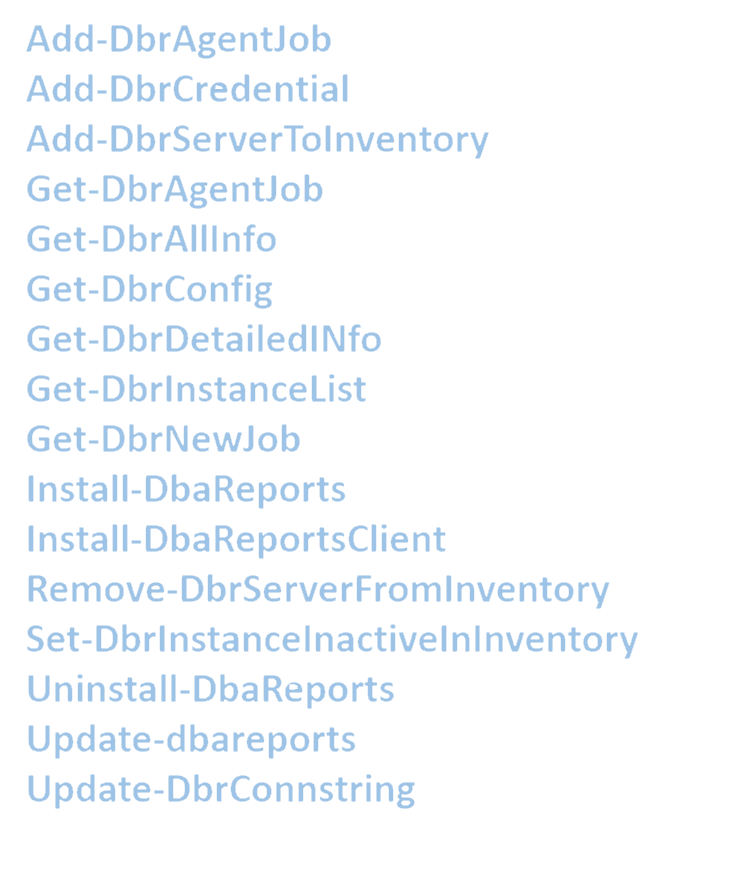 Add-DbrAgentJob
Add-DbrCredential
Add-DbrServerToInventory
Get-DbrAgentJob
Get-DbrAllInfo
Get-DbrConfig
Get-DbrDetailedINfo
Get-DbrInstanceList
Get-DbrNewJob
Install-DbaReports
Install-DbaReportsClient
Remove-DbrServerFromInventory
Set-DbrInstanceInactiveInInventory
Uninstall-DbaReports
Update-dbareports
Update-DbrConnstring